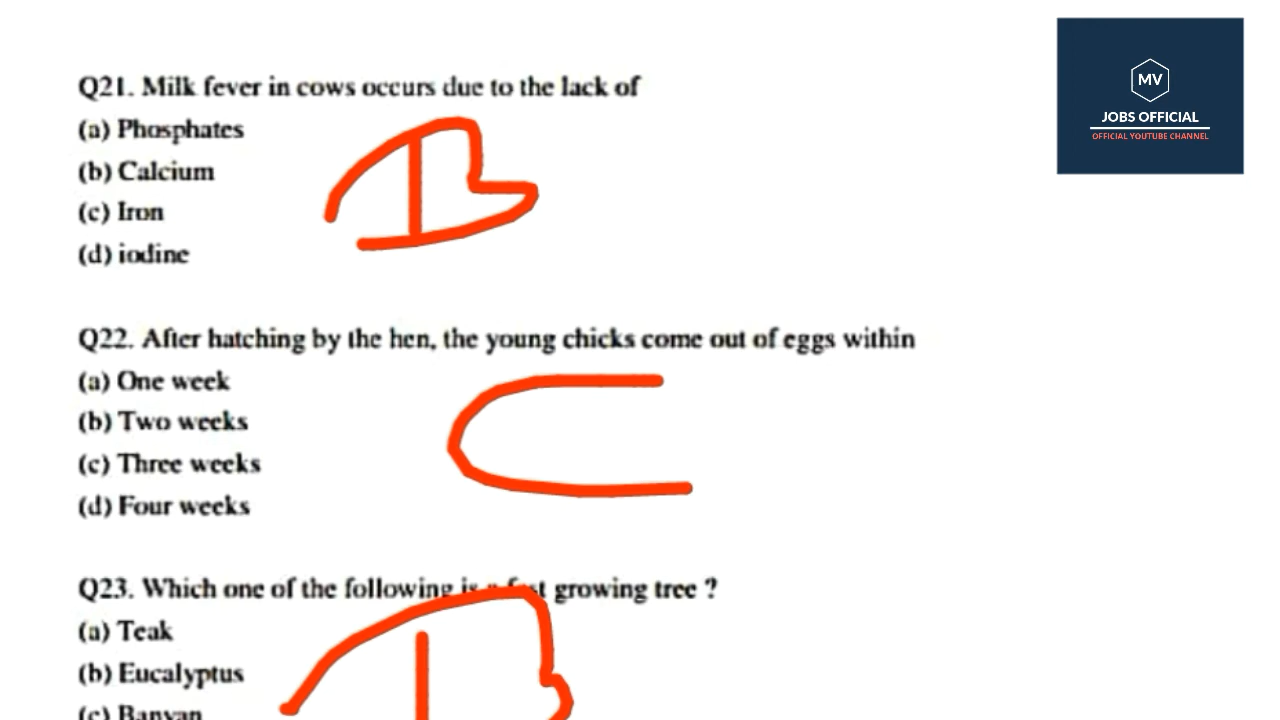 MV
JOBS OFFICIAL
OFFICIAL YOUTUBE CHANNEL
Q21. Milk fever in cows occurs due to the lack of
(a) Phosphates
(b) Calcium
(c) Iron
(d) iodine
B
Q22. After hatching by the hen, the young chicks come out of eggs within
(a) One week
(b) Two weeks
(c) Three weeks
(d) Four weeks
C
Q23. Which one of the following is a fast growing tree ?
(a) Teak
(b) Eucalyptus
(c) Banyan
B